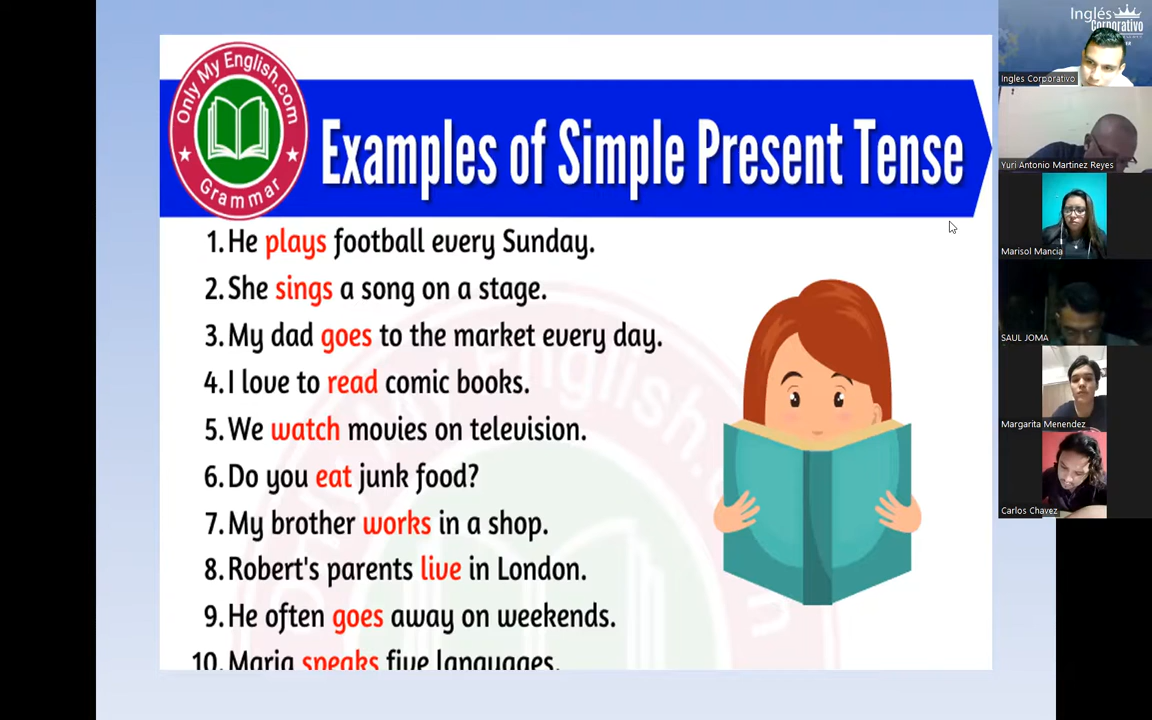 OnlyMyEnglish.com
Grammar
Examples of Simple Present Tense
1. He plays football every Sunday.
2. She sings a song on a stage.
3. My dad goes to the market every day.
4. I love to read comic books.
5. We watch movies on television.
6. Do you eat junk food?
7. My brother works in a shop.
8. Robert's parents live in London.
9. He often goes away on weekends.
10. Maria speaks five languages.
Inglés
Corporativo
Ingles Corporativo
Yuri Antonio Martinez Reyes
Marisol Mancia
SAUL JOMA
Margarita Menendez
Carlos Chavez